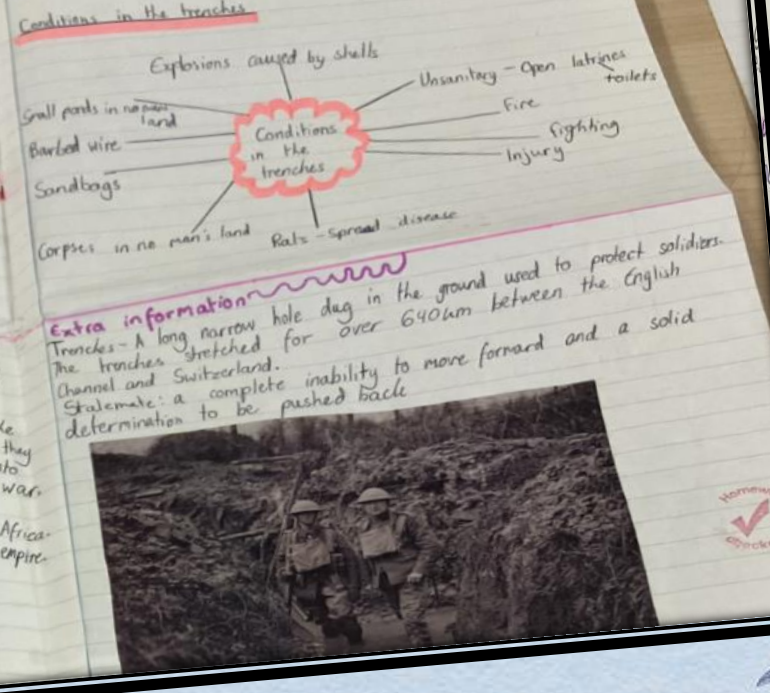 Conditions in the trenches
Explosions caused by shells
Unsanitary - Open latrines
toilets
Small ponds in no man's
land
Fire
Barbed wire
Conditions
in the
trenches
fighting
Injury
Sandbags
Corpses in no man's land
Rats - Spread disease
Extra information
Trenches - A long narrow hole dug in the ground used to protect solidiers.
The trenches stretched for over 640km between the English
Channel and Switzerland.
Stalemate: a complete inability to move forward and a solid
determination to be pushed back
they
to
war.
Africa.
empire.
Homew